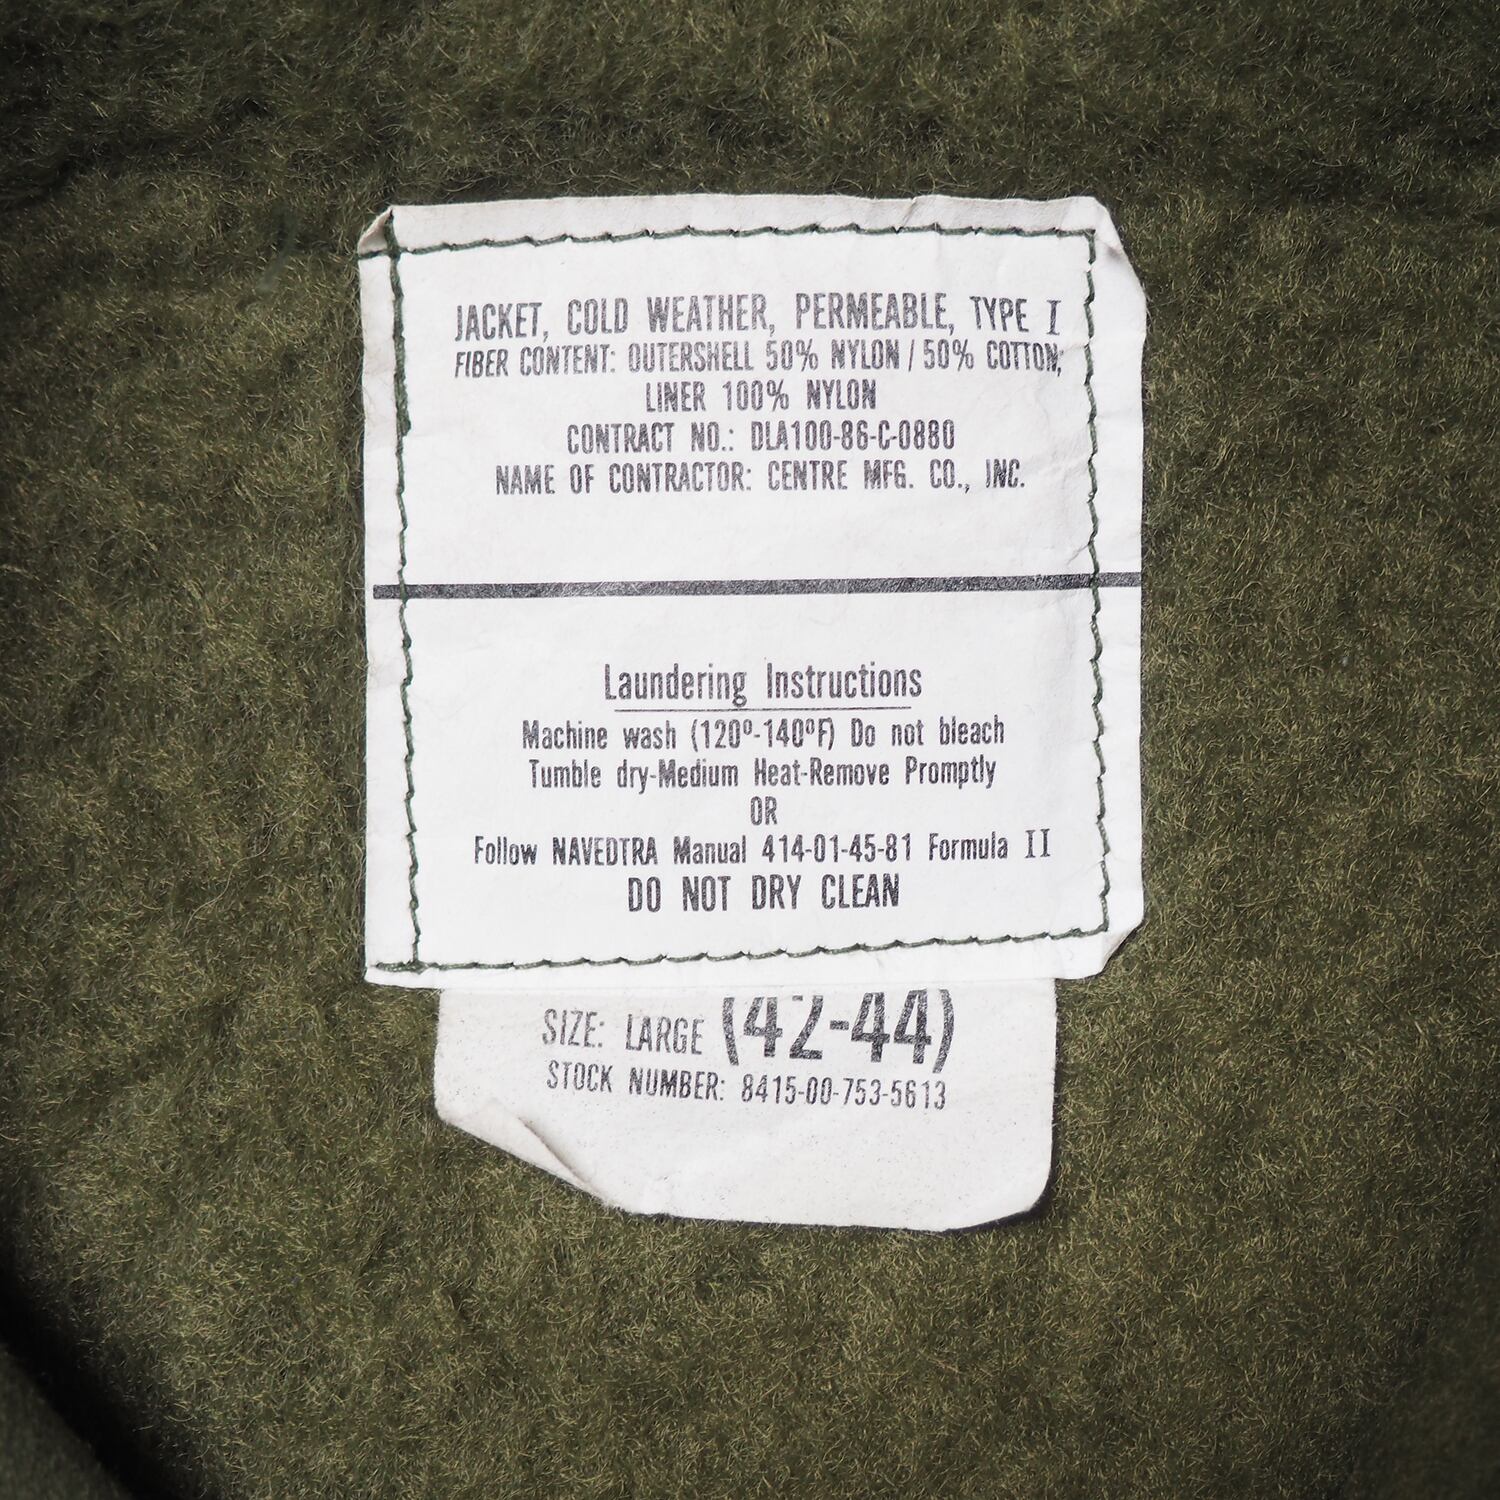 JACKET, COLD WEATHER, PERMEABLE, TYPE I
FIBER CONTENT: OUTERSHELL 50% NYLON / 50% COTTON;
LINER 100% NYLON
CONTRACT NO.: DLA100-86-C-0880
NAME OF CONTRACTOR: CENTRE MFG. CO., INC.
Laundering Instructions
Machine wash (120º-140ºF) Do not bleach
Tumble dry-Medium Heat-Remove Promptly
OR
Follow NAVEDTRA Manual 414-01-45-81 Formula II
DO NOT DRY CLEAN
SIZE: LARGE (42-44)
STOCK NUMBER: 8415-00-753-5613